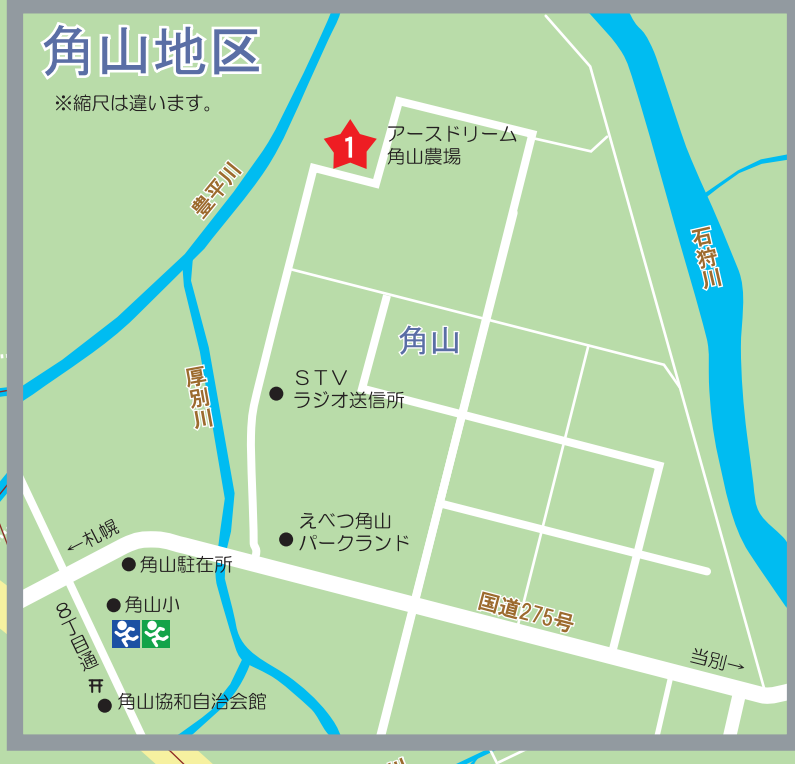 角山地区
※縮尺は違います。
1
アースドリーム
角山農場
豊平川
石狩川
角山
厚別川
STV
ラジオ送信所
えべつ角山
パークランド
←札幌
角山駐在所
角山小
8丁目通
国道275号
当別→
角山協和自治会館
川